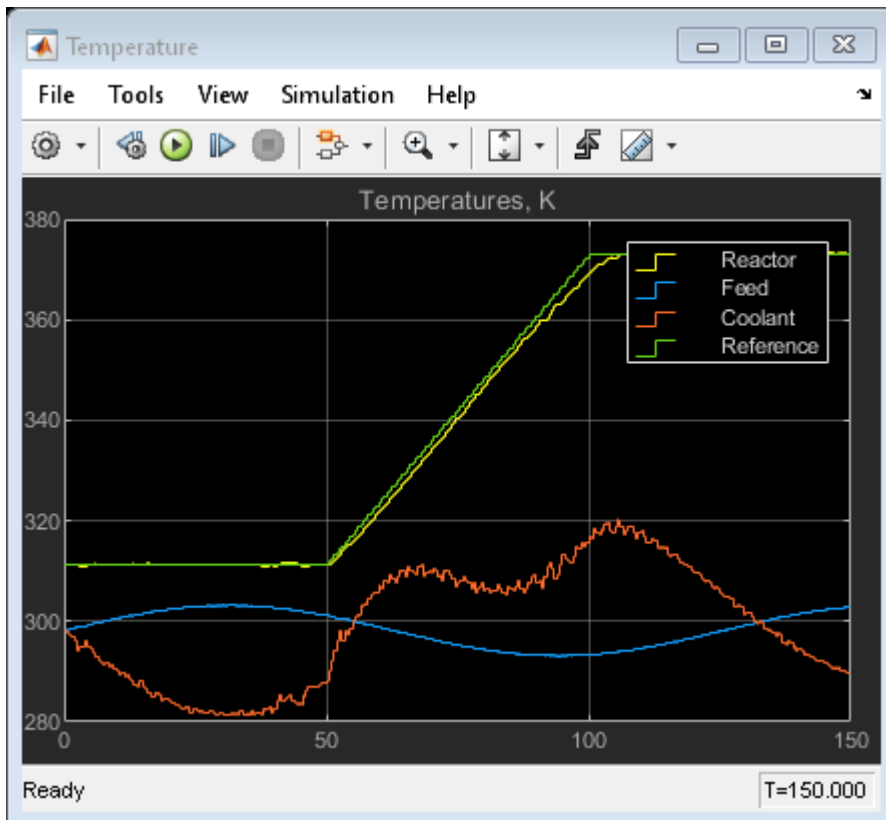 Temperature
File Tools View Simulation Help
Temperatures, K
380
360
340
320
300
280
0 50 100 150
Reactor
Feed
Coolant
Reference
Ready T=150.000